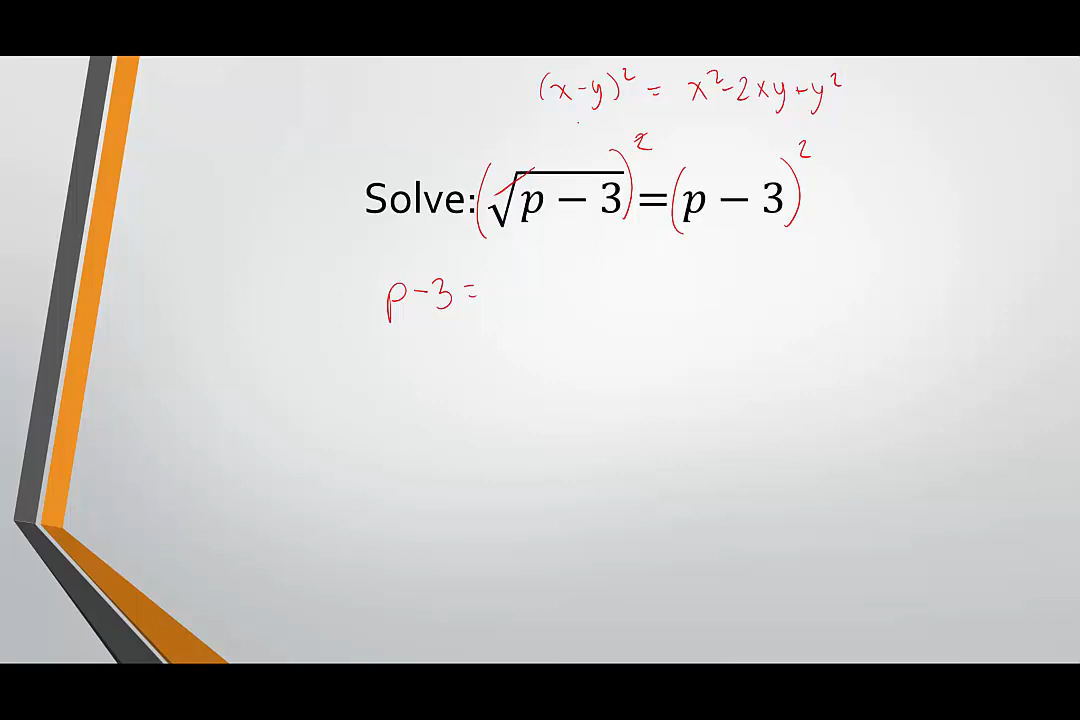 (x-y)² = x²-2xy+y²
Solve: (√p − 3)² = (p − 3)²
p-3 =